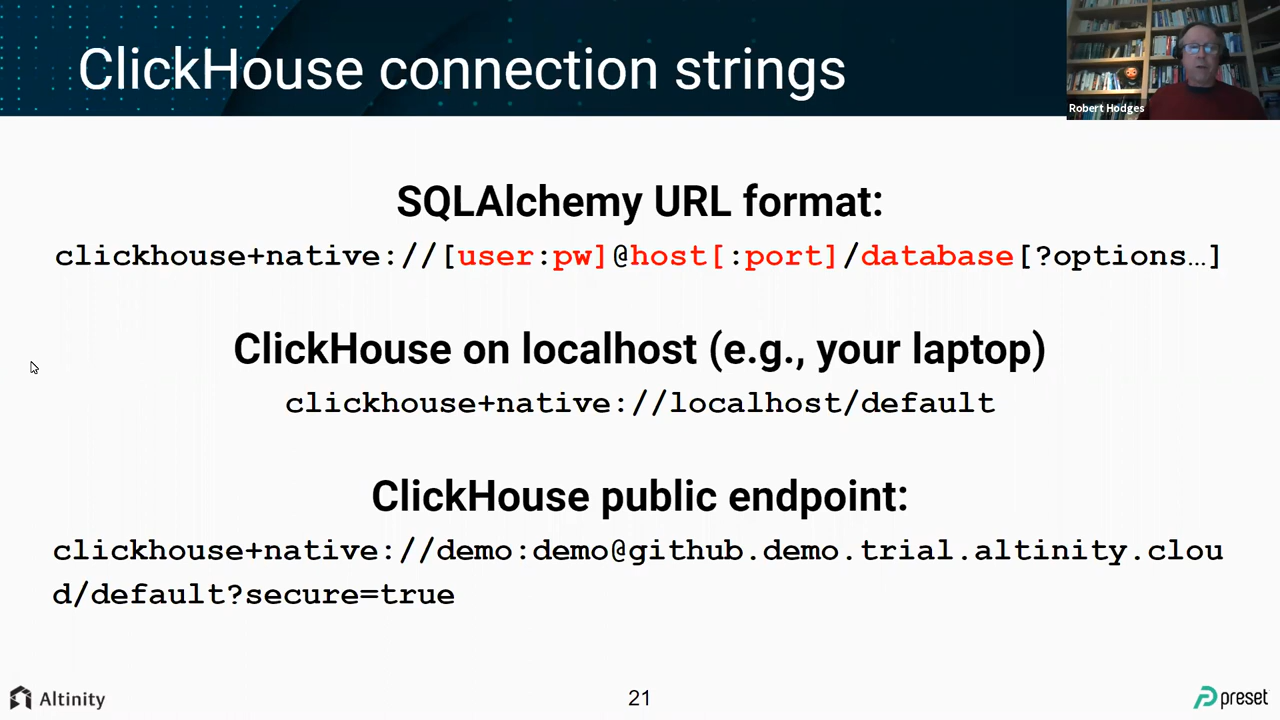 ClickHouse connection strings
Robert Hodges
SQLAlchemy URL format:
clickhouse+native://[user:pw]@host[:port]/database[?options…]
ClickHouse on localhost (e.g., your laptop)
clickhouse+native://localhost/default
ClickHouse public endpoint:
clickhouse+native://demo:demo@github.demo.trial.altinity.clou
d/default?secure=true
Altinity
21
preset